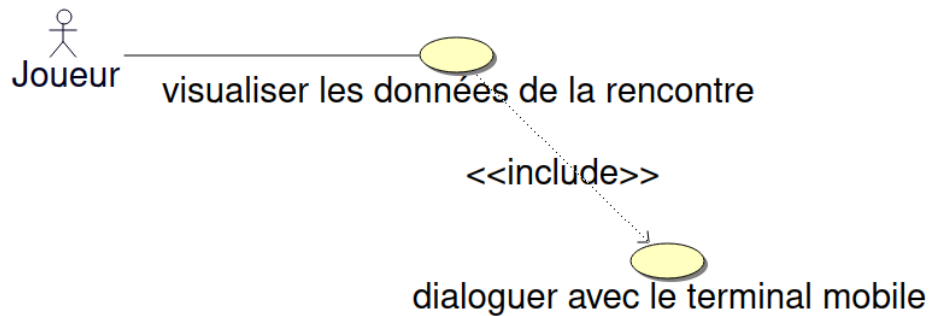 Joueur
visualiser les données de la rencontre
<<include>>
dialoguer avec le terminal mobile